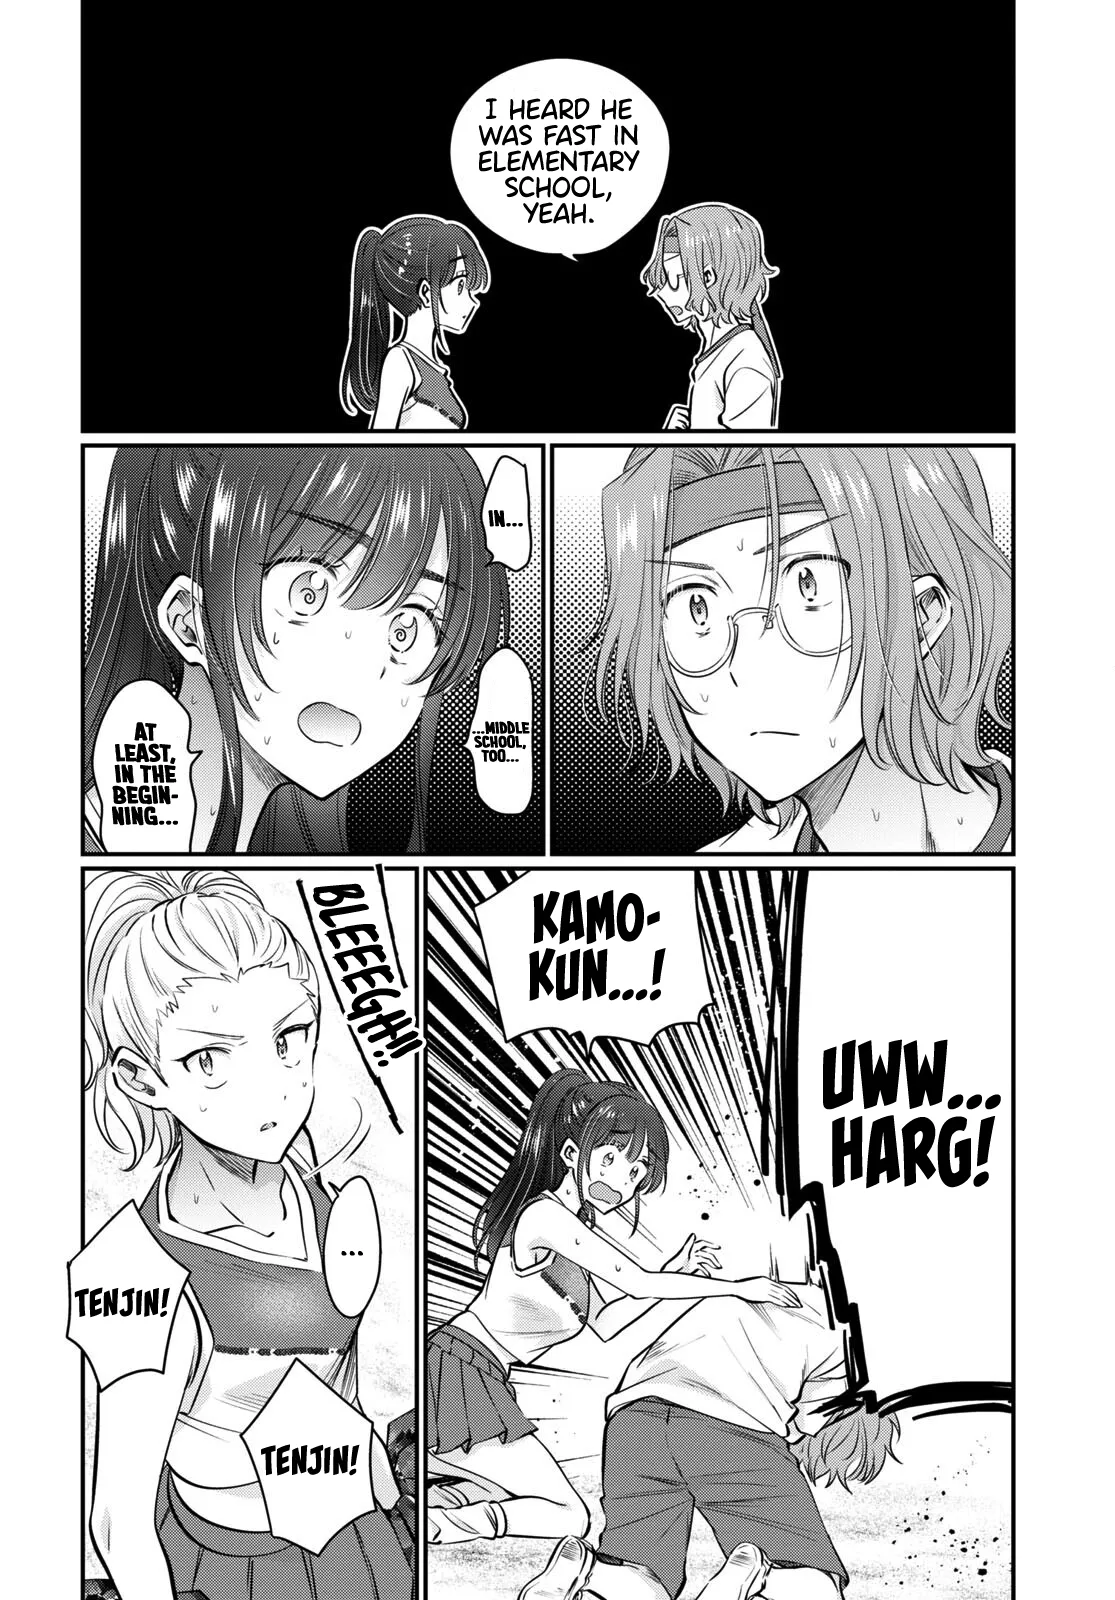 I HEARD HE
WAS FAST IN
ELEMENTARY
SCHOOL,
YEAH.
IN...
...MIDDLE
SCHOOL,
TOO...
AT
LEAST,
IN THE
BEGIN-
NING...
KAMO-
KUN...!
UWW...
HARG!
BLEEEGH!!
...
TENJIN!
TENJIN!